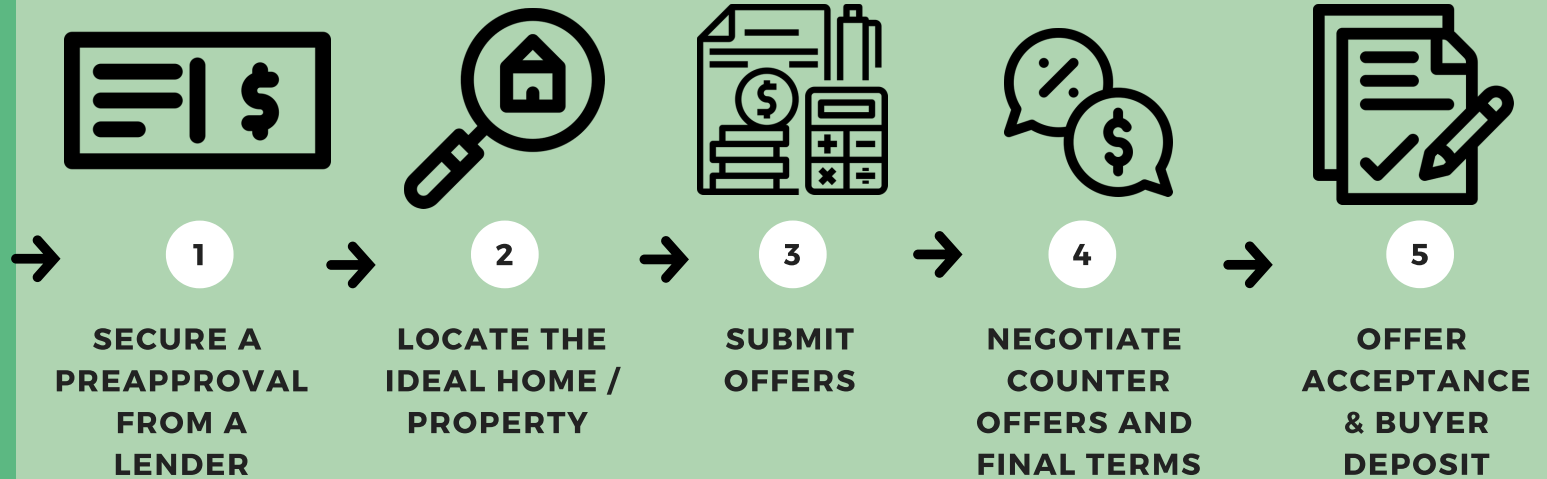 1
SECURE A
PREAPPROVAL
FROM A
LENDER
2
LOCATE THE
IDEAL HOME /
PROPERTY
3
SUBMIT
OFFERS
4
NEGOTIATE
COUNTER
OFFERS AND
FINAL TERMS
5
OFFER
ACCEPTANCE
& BUYER
DEPOSIT